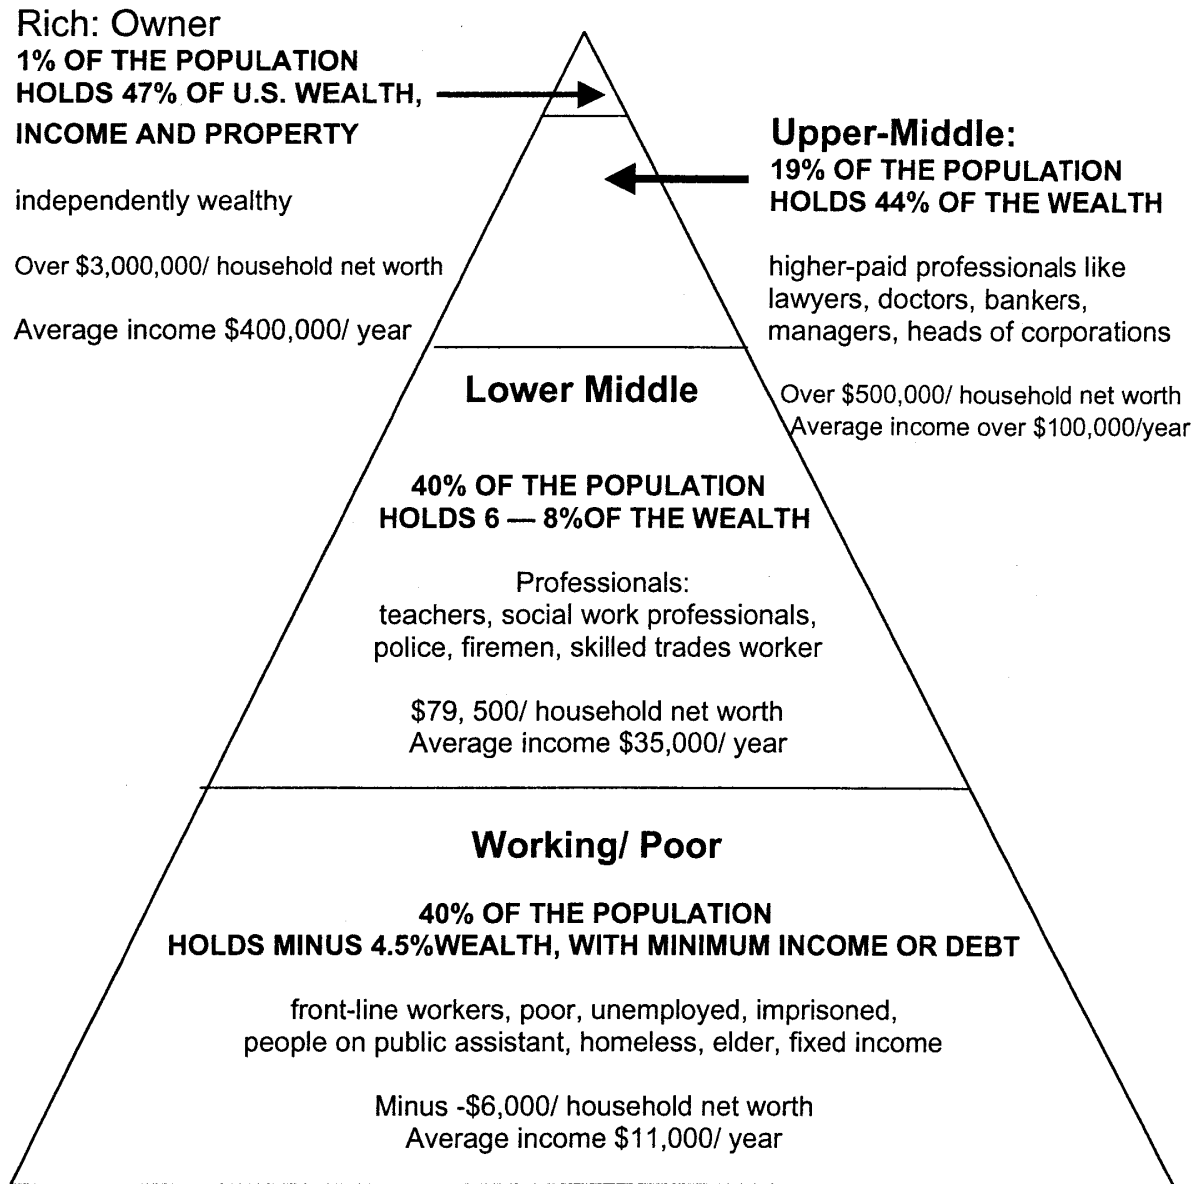 Rich: Owner
1% OF THE POPULATION
HOLDS 47% OF U.S. WEALTH,
INCOME AND PROPERTY
independently wealthy
Over $3,000,000/ household net worth
Average income $400,000/ year
Upper-Middle:
19% OF THE POPULATION
HOLDS 44% OF THE WEALTH
higher-paid professionals like
lawyers, doctors, bankers,
managers, heads of corporations
Over $500,000/ household net worth
Average income over $100,000/year
Lower Middle
40% OF THE POPULATION
HOLDS 6 — 8%OF THE WEALTH
Professionals:
teachers, social work professionals,
police, firemen, skilled trades worker
$79, 500/ household net worth
Average income $35,000/ year
Working/ Poor
40% OF THE POPULATION
HOLDS MINUS 4.5%WEALTH, WITH MINIMUM INCOME OR DEBT
front-line workers, poor, unemployed, imprisoned,
people on public assistant, homeless, elder, fixed income
Minus -$6,000/ household net worth
Average income $11,000/ year